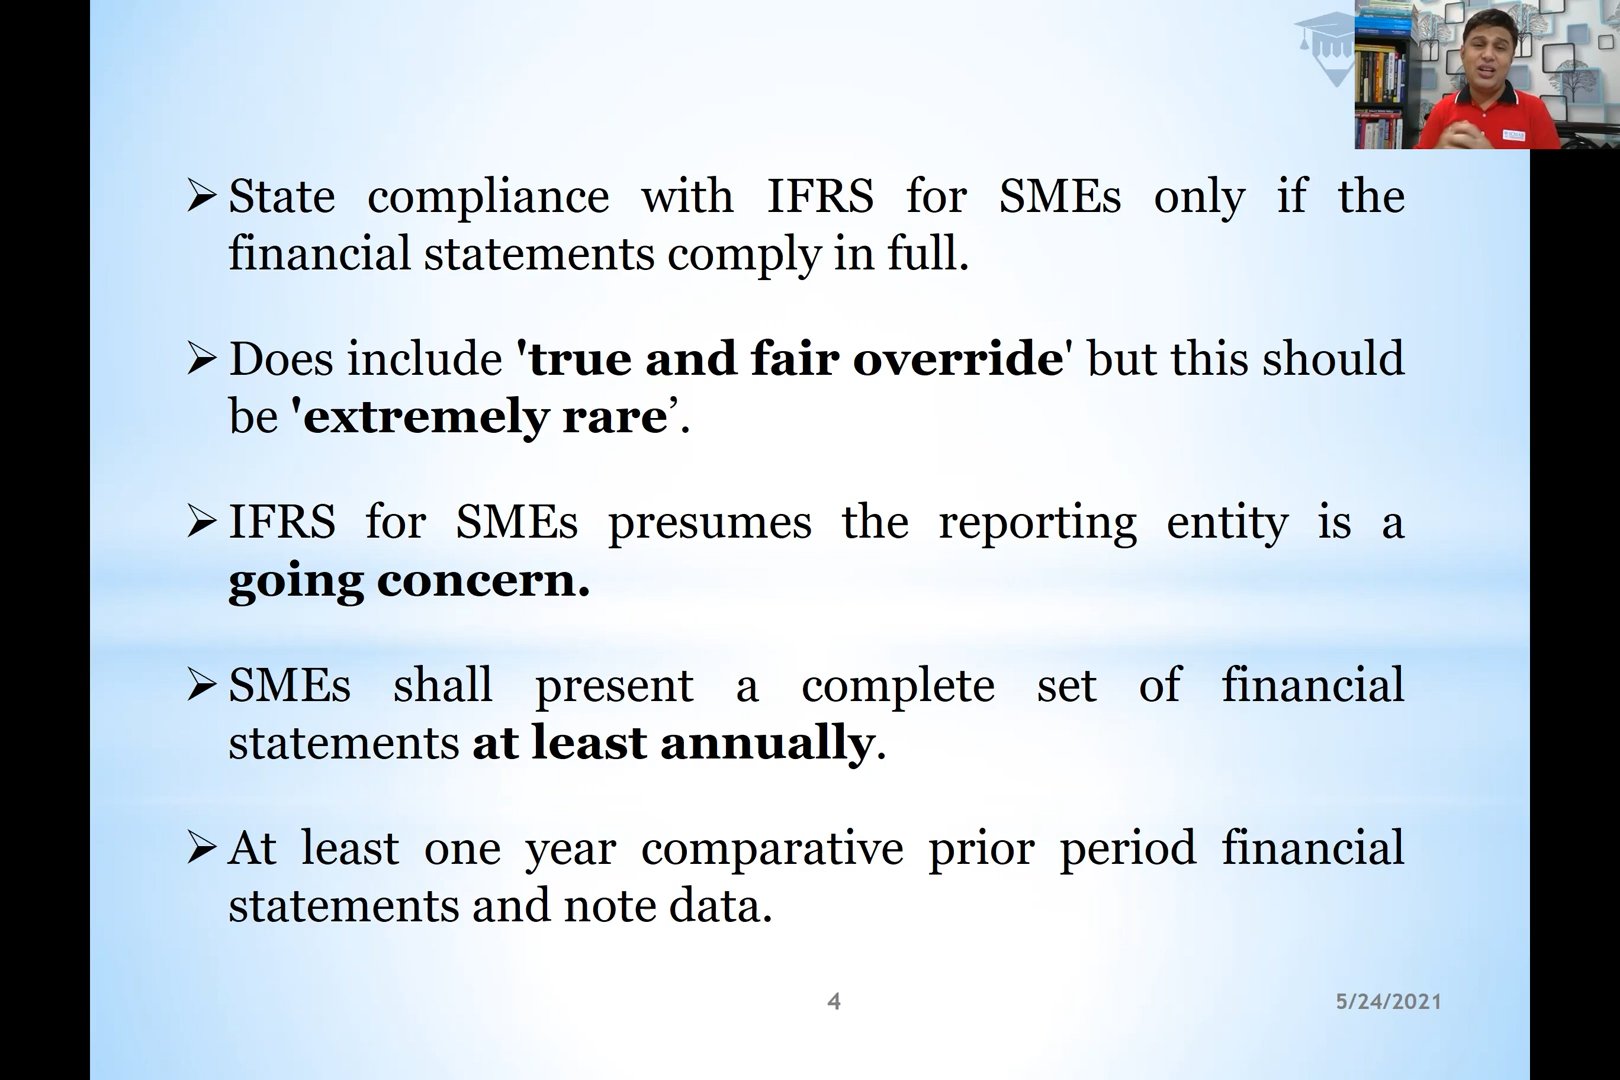 ➢ State compliance with IFRS for SMEs only if the
financial statements comply in full.
➢ Does include 'true and fair override' but this should
be 'extremely rare’.
➢ IFRS for SMEs presumes the reporting entity is a
going concern.
➢ SMEs shall present a complete set of financial
statements at least annually.
➢ At least one year comparative prior period financial
statements and note data.
4
5/24/2021